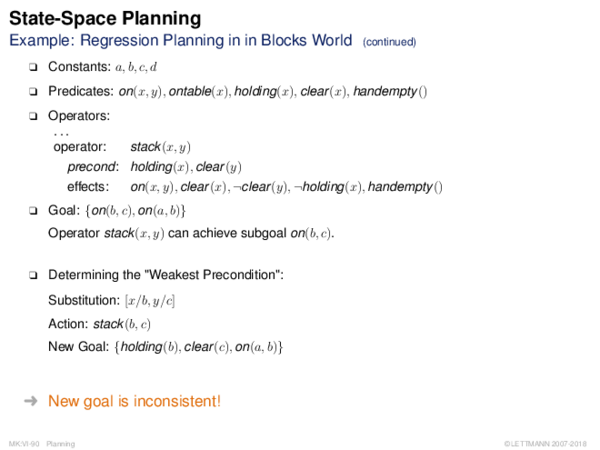 State-Space Planning
Example: Regression Planning in in Blocks World (continued)
❏ Constants: a, b, c, d
❏ Predicates: on(x, y), ontable(x), holding(x), clear(x), handempty()
❏ Operators:
. . .
operator: stack(x, y)
precond: holding(x), clear(y)
effects: on(x, y), clear(x), ¬clear(y), ¬holding(x), handempty()
❏ Goal: {on(b, c), on(a, b)}
Operator stack(x, y) can achieve subgoal on(b, c).
❏ Determining the "Weakest Precondition":
Substitution: [x/b, y/c]
Action: stack(b, c)
New Goal: {holding(b), clear(c), on(a, b)}
➜ New goal is inconsistent!
MK:VI-90 Planning ©LETTMANN 2007-2018